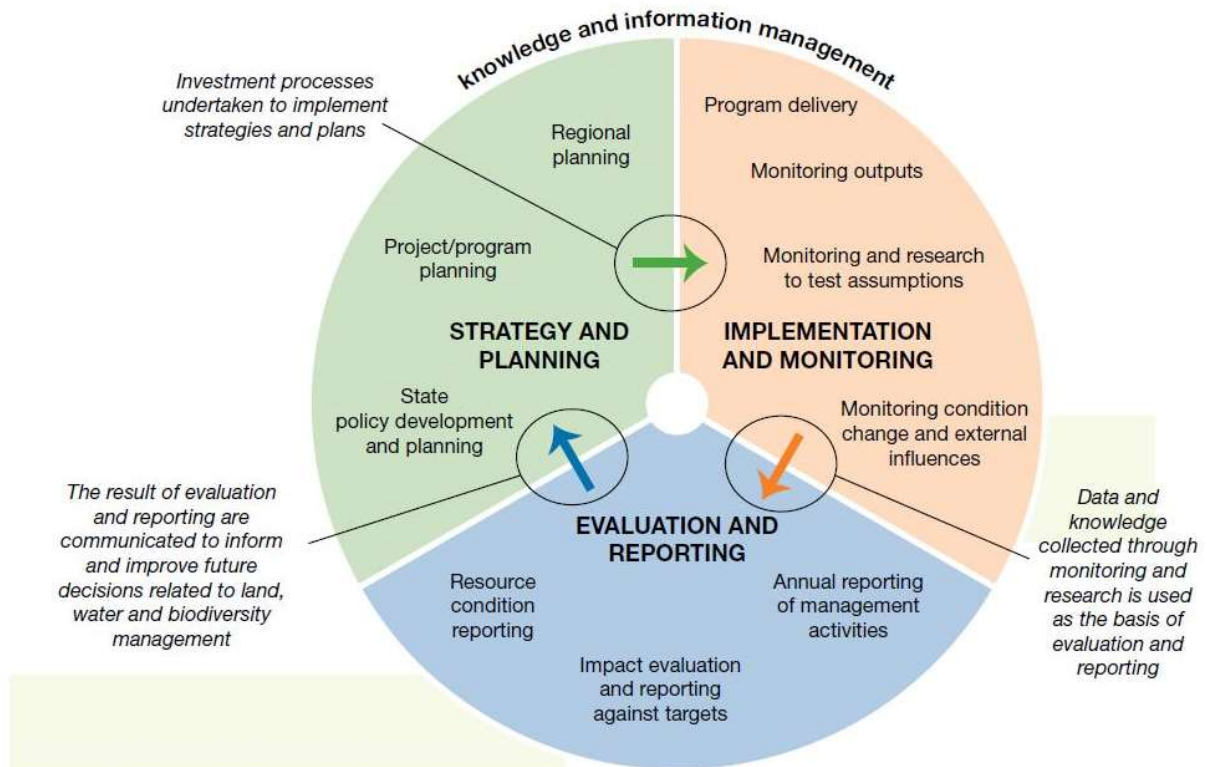 knowledge and information management
Investment processes
undertaken to implement
strategies and plans
Regional
planning
Project/program
planning
STRATEGY AND
PLANNING
State
policy development
and planning
Program delivery
Monitoring outputs
Monitoring and research
to test assumptions
IMPLEMENTATION
AND MONITORING
Monitoring condition
change and external
influences
The result of evaluation
and reporting are
communicated to inform
and improve future
decisions related to land,
water and biodiversity
management
EVALUATION AND
REPORTING
Resource
condition
reporting
Annual reporting
of management
activities
Impact evaluation
and reporting
against targets
Data and
knowledge
collected through
monitoring and
research is used
as the basis of
evaluation and
reporting